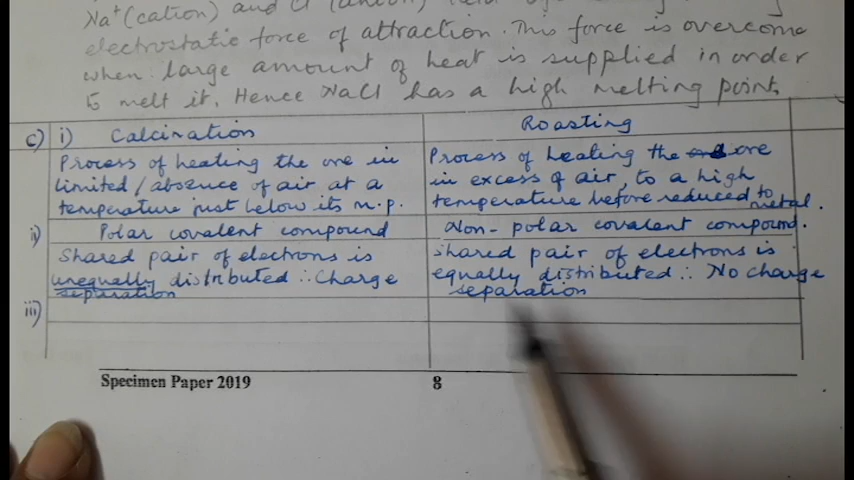 Na⁺(cation) and Cl
electrostatic force of attraction. This force is overcome
when large amount of heat is supplied in order
to melt it. Hence NaCl has a high melting point.
c) i) Calcination
Process of heating the ore in
limited/absence of air at a
temperature just below its m.p.
Roasting
Process of heating the ore
in excess of air, to a high
temperature before reduced to
metal.
ii) Polar covalent compound
Shared pair of electrons is
unequally distributed ∴ Charge
separation
Non-polar covalent compound.
shared pair of electrons is
equally distributed ∴ No charge
separation
iii)
Specimen Paper 2019
8